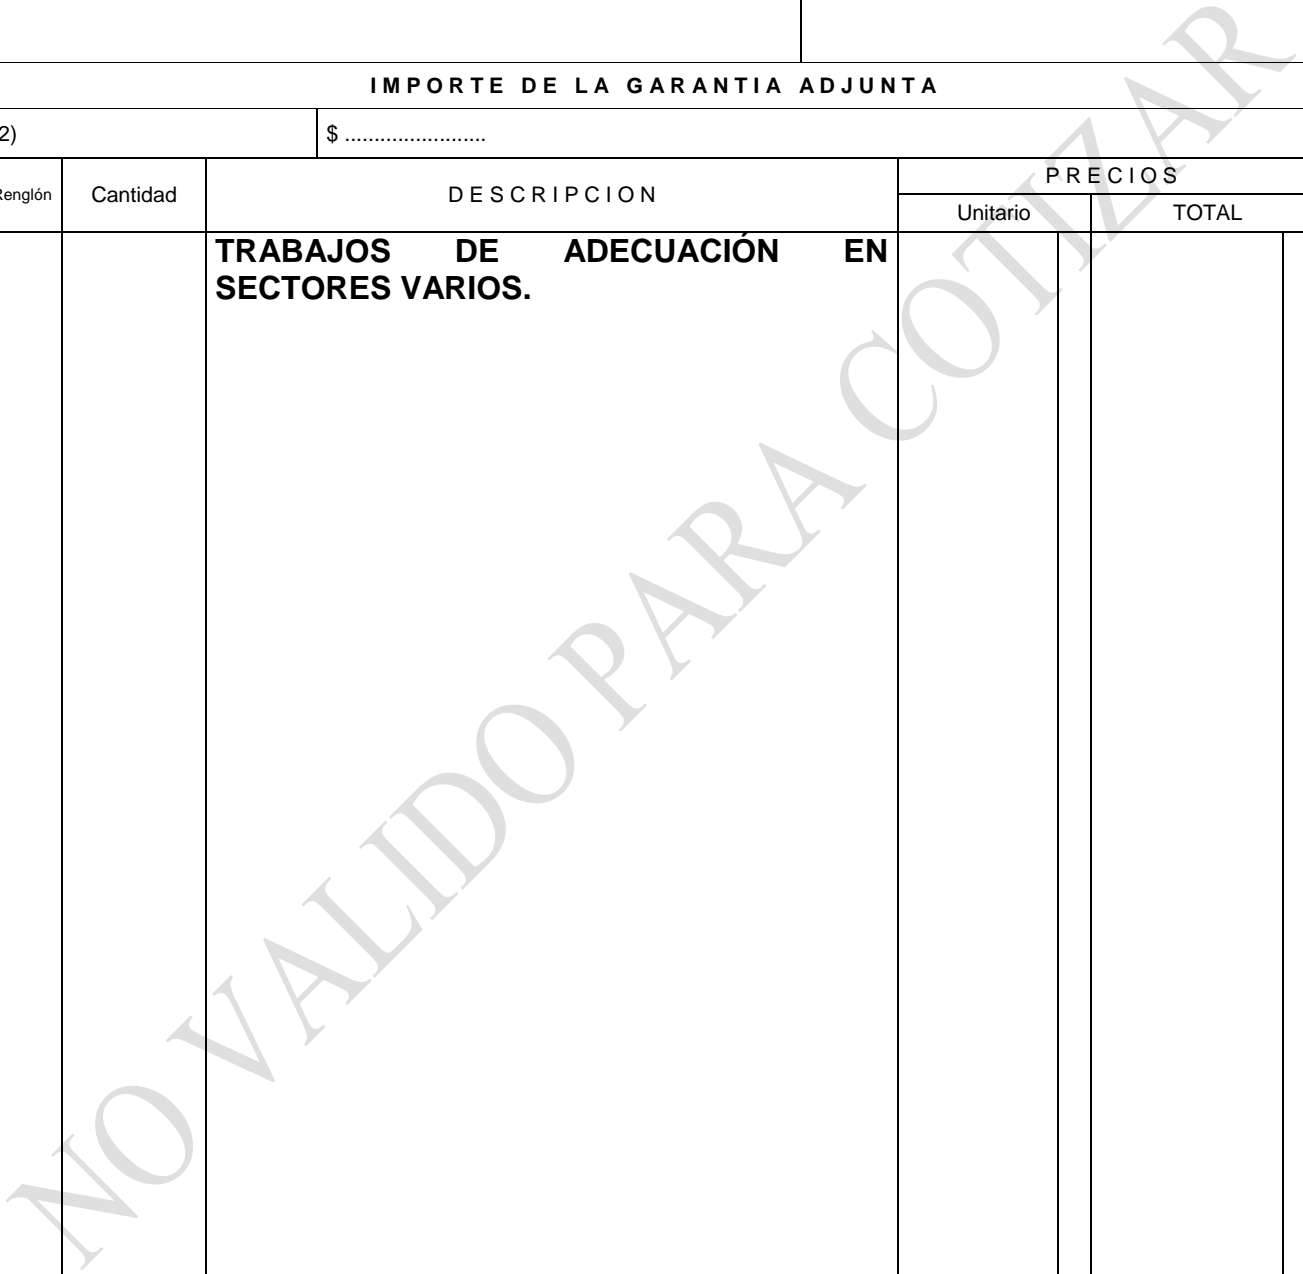 IMPORTE DE LA GARANTIA ADJUNTA
2)
$ ........................
Renglón
Cantidad
DESCRIPCION
PRECIOS
Unitario
TOTAL
TRABAJOS DE ADECUACIÓN EN
SECTORES VARIOS.
NO VALIDO PARA COTIZAR